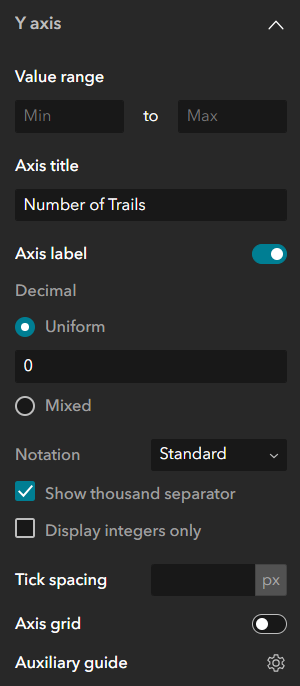 Y axis
Value range
Min to Max
Axis title
Number of Trails
Axis label
Decimal
Uniform
0
Mixed
Notation Standard
Show thousand separator
Display integers only
Tick spacing px
Axis grid
Auxiliary guide